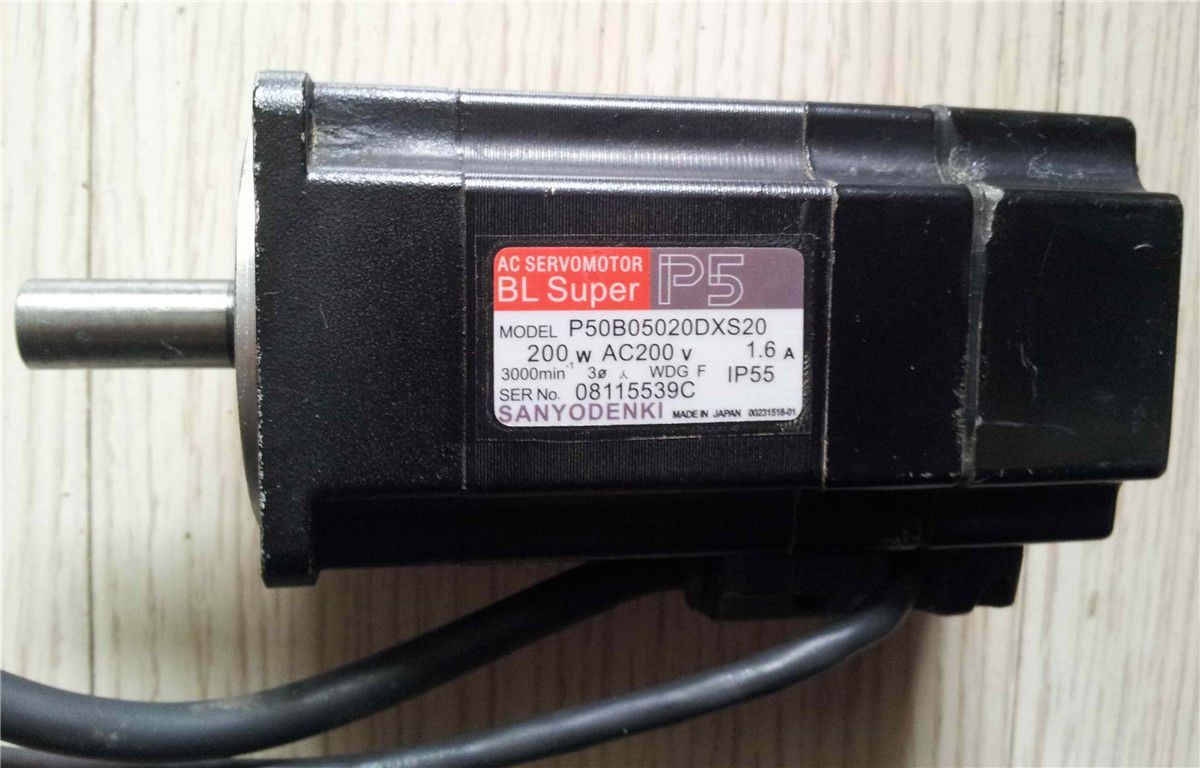 AC SERVOMOTOR
BL Super P5
MODEL P50B05020DXS20
200 W AC200 V 1.6 A
3000min⁻¹ 3ø 人 WDG F IP55
SER No. 08115539C
SANYODENKI MADE IN JAPAN 00231518-01